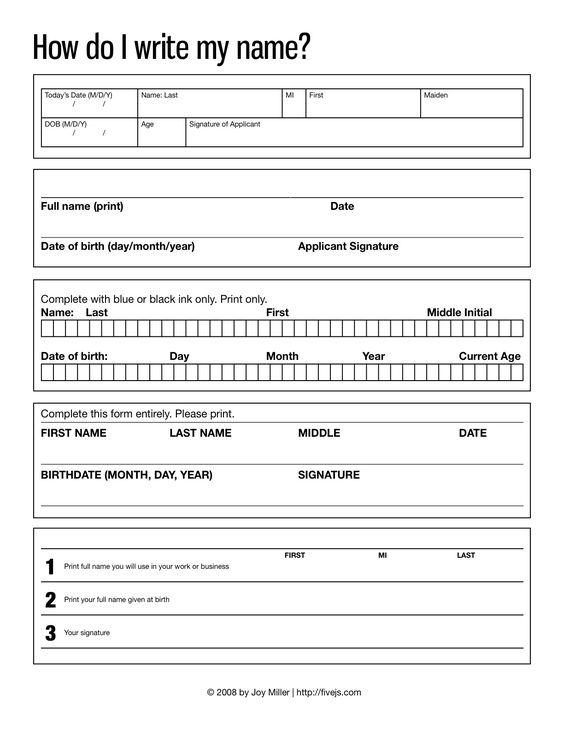 How do I write my name?
Today's Date (M/D/Y) Name: Last MI First Maiden
/ /
DOB (M/D/Y) Age Signature of Applicant
/ /
Full name (print) Date
Date of birth (day/month/year) Applicant Signature
Complete with blue or black ink only. Print only.
Name: Last First Middle Initial
Date of birth: Day Month Year Current Age
Complete this form entirely. Please print.
FIRST NAME LAST NAME MIDDLE DATE
BIRTHDATE (MONTH, DAY, YEAR) SIGNATURE
FIRST MI LAST
1 Print full name you will use in your work or business
2 Print your full name given at birth
3 Your signature
© 2008 by Joy Miller | http://fivejs.com